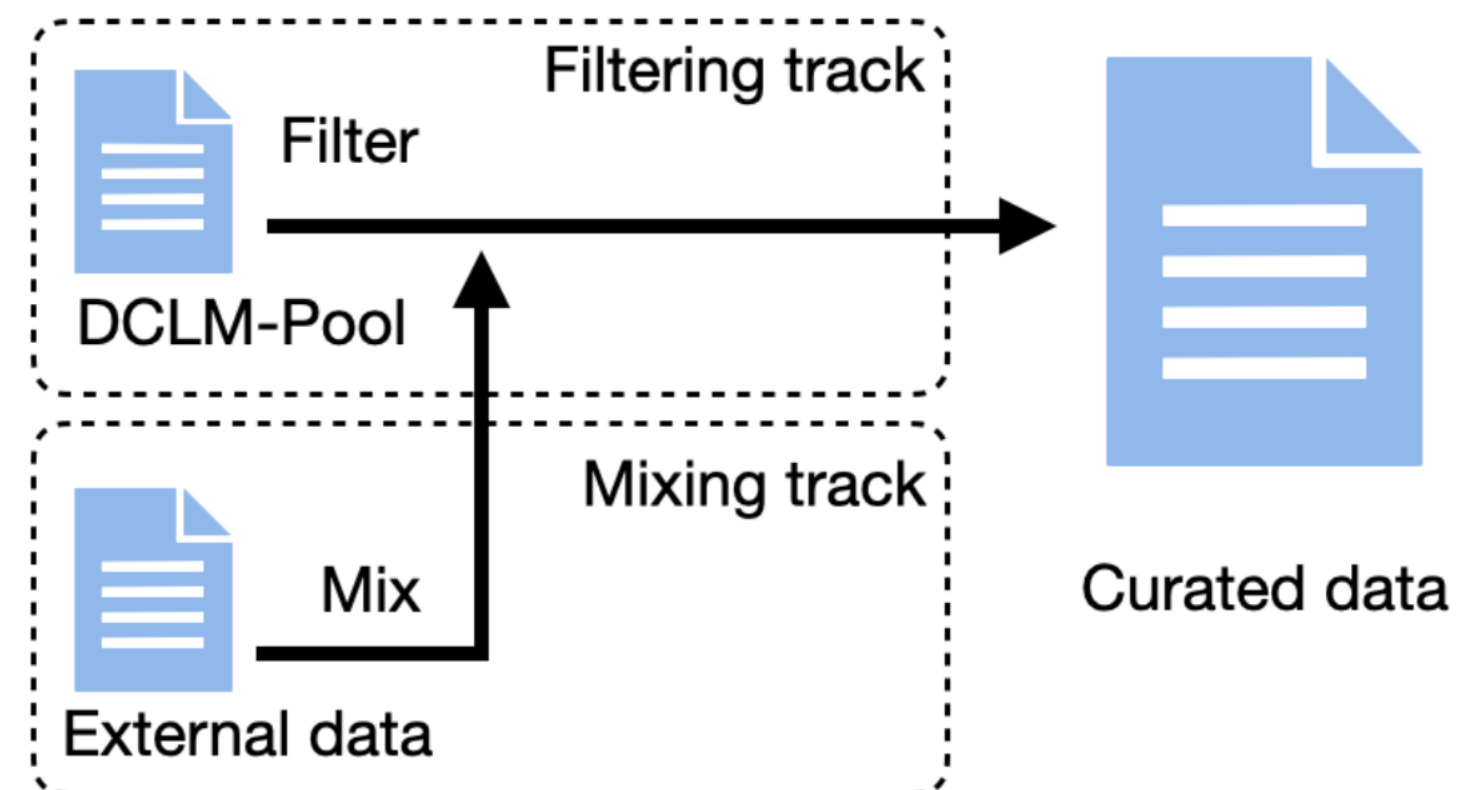 Filtering track
Filter
DCLM-Pool
Mixing track
Mix
External data
Curated data